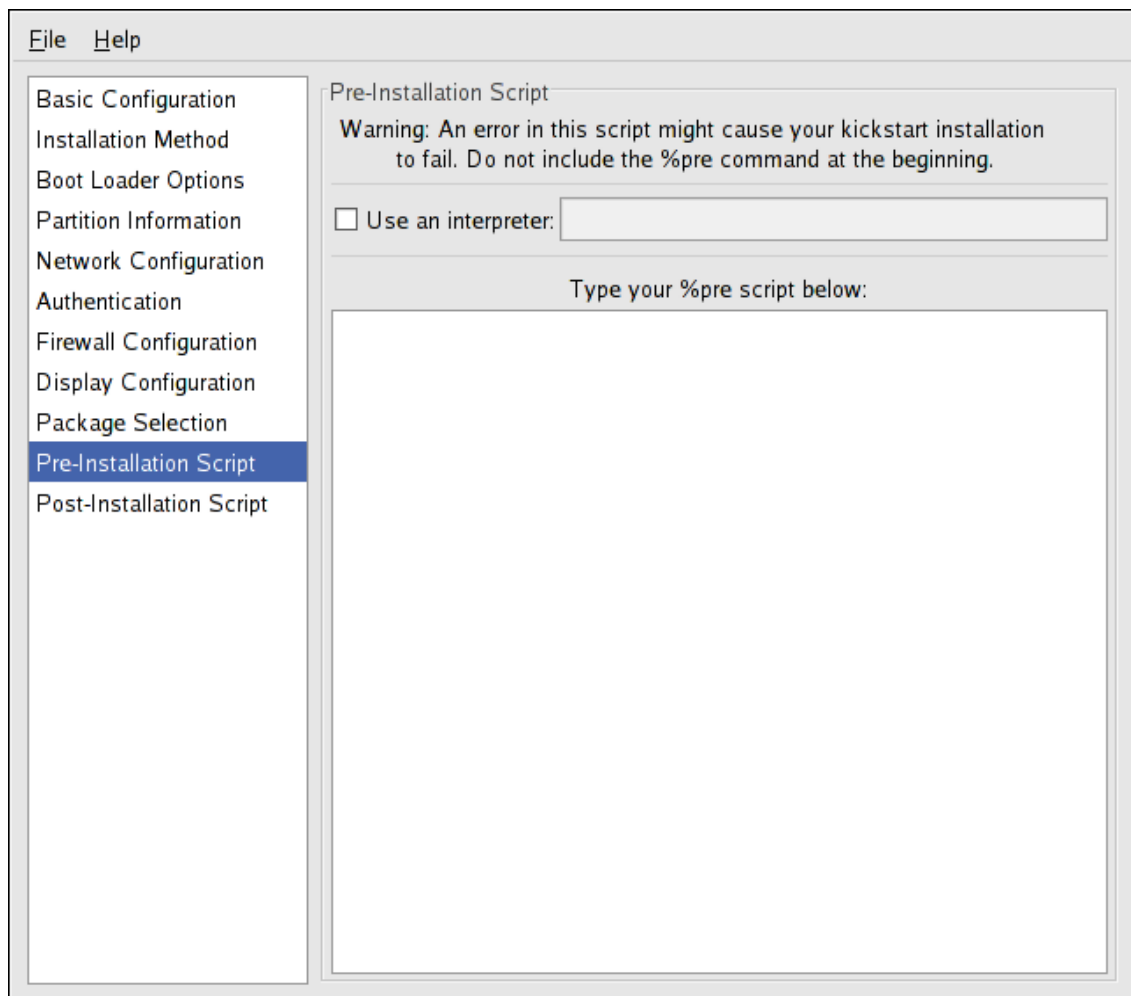 File Help
Basic Configuration
Installation Method
Boot Loader Options
Partition Information
Network Configuration
Authentication
Firewall Configuration
Display Configuration
Package Selection
Pre-Installation Script
Post-Installation Script
Pre-Installation Script
Warning: An error in this script might cause your kickstart installation
to fail. Do not include the %pre command at the beginning.
Use an interpreter:
Type your %pre script below: